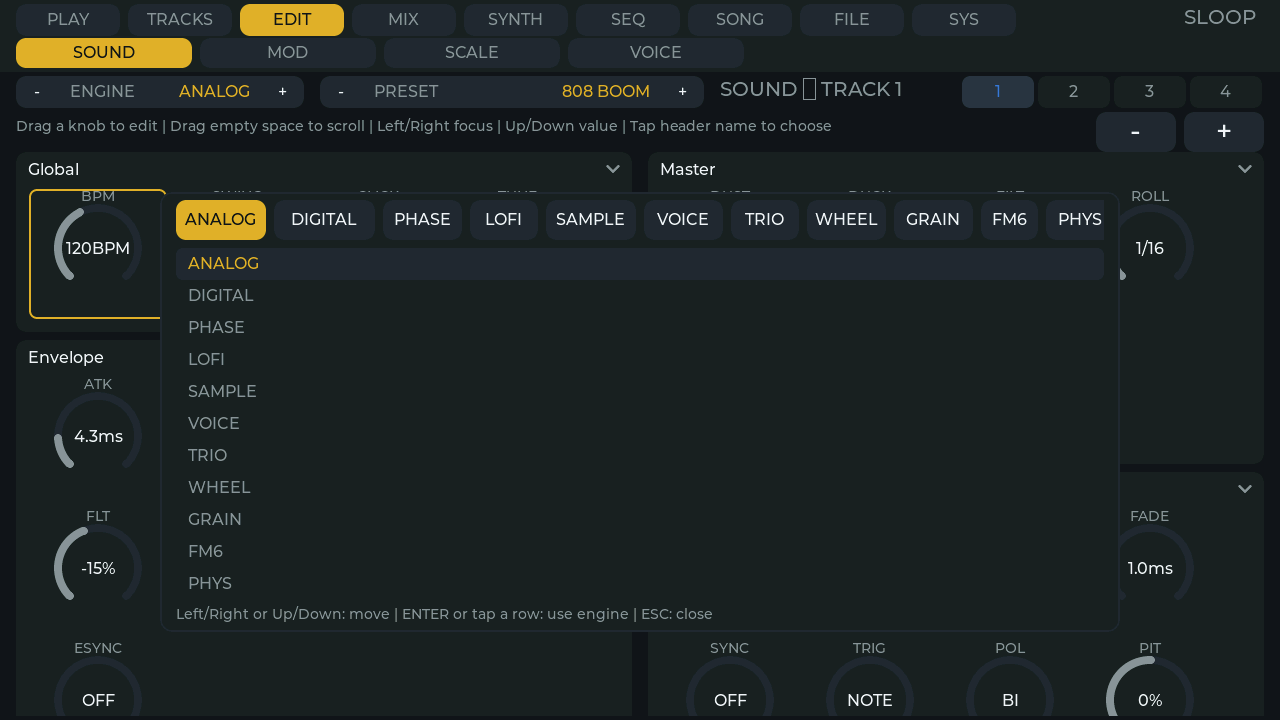 PLAY TRACKS EDIT MIX SYNTH SEQ SONG FILE SYS SLOOP
SOUND MOD SCALE VOICE
- ENGINE ANALOG + - PRESET 808 BOOM + SOUND TRACK 1 1 2 3 4
Drag a knob to edit | Drag empty space to scroll | Left/Right focus | Up/Down value | Tap header name to choose - +
Global Master
BPM ROLL
120BPM 1/16
ANALOG DIGITAL PHASE LOFI SAMPLE VOICE TRIO WHEEL GRAIN FM6 PHYS
ANALOG
DIGITAL
PHASE
LOFI
SAMPLE
VOICE
TRIO
WHEEL
GRAIN
FM6
PHYS
Left/Right or Up/Down: move | ENTER or tap a row: use engine | ESC: close
Envelope
ATK
4.3ms
FLT FADE
-15% 1.0ms
ESYNC SYNC TRIG POL PIT
OFF OFF NOTE BI 0%